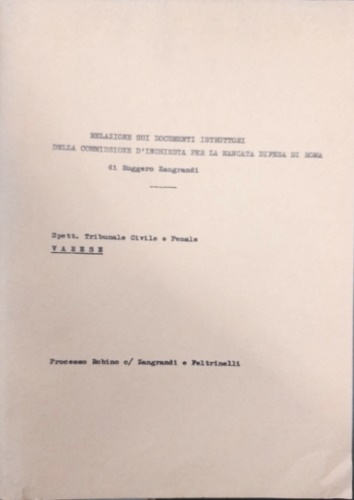 RELAZIONE SUI DOCUMENTI ISTRUTTORI
DELLA COMMISSIONE D'INCHIESTA PER LA MANCATA DIFESA DI ROMA
di Ruggero Zangrandi
Spett. Tribunale Civile e Penale
VARESE
Processo Robino c/ Zangrandi e Feltrinelli